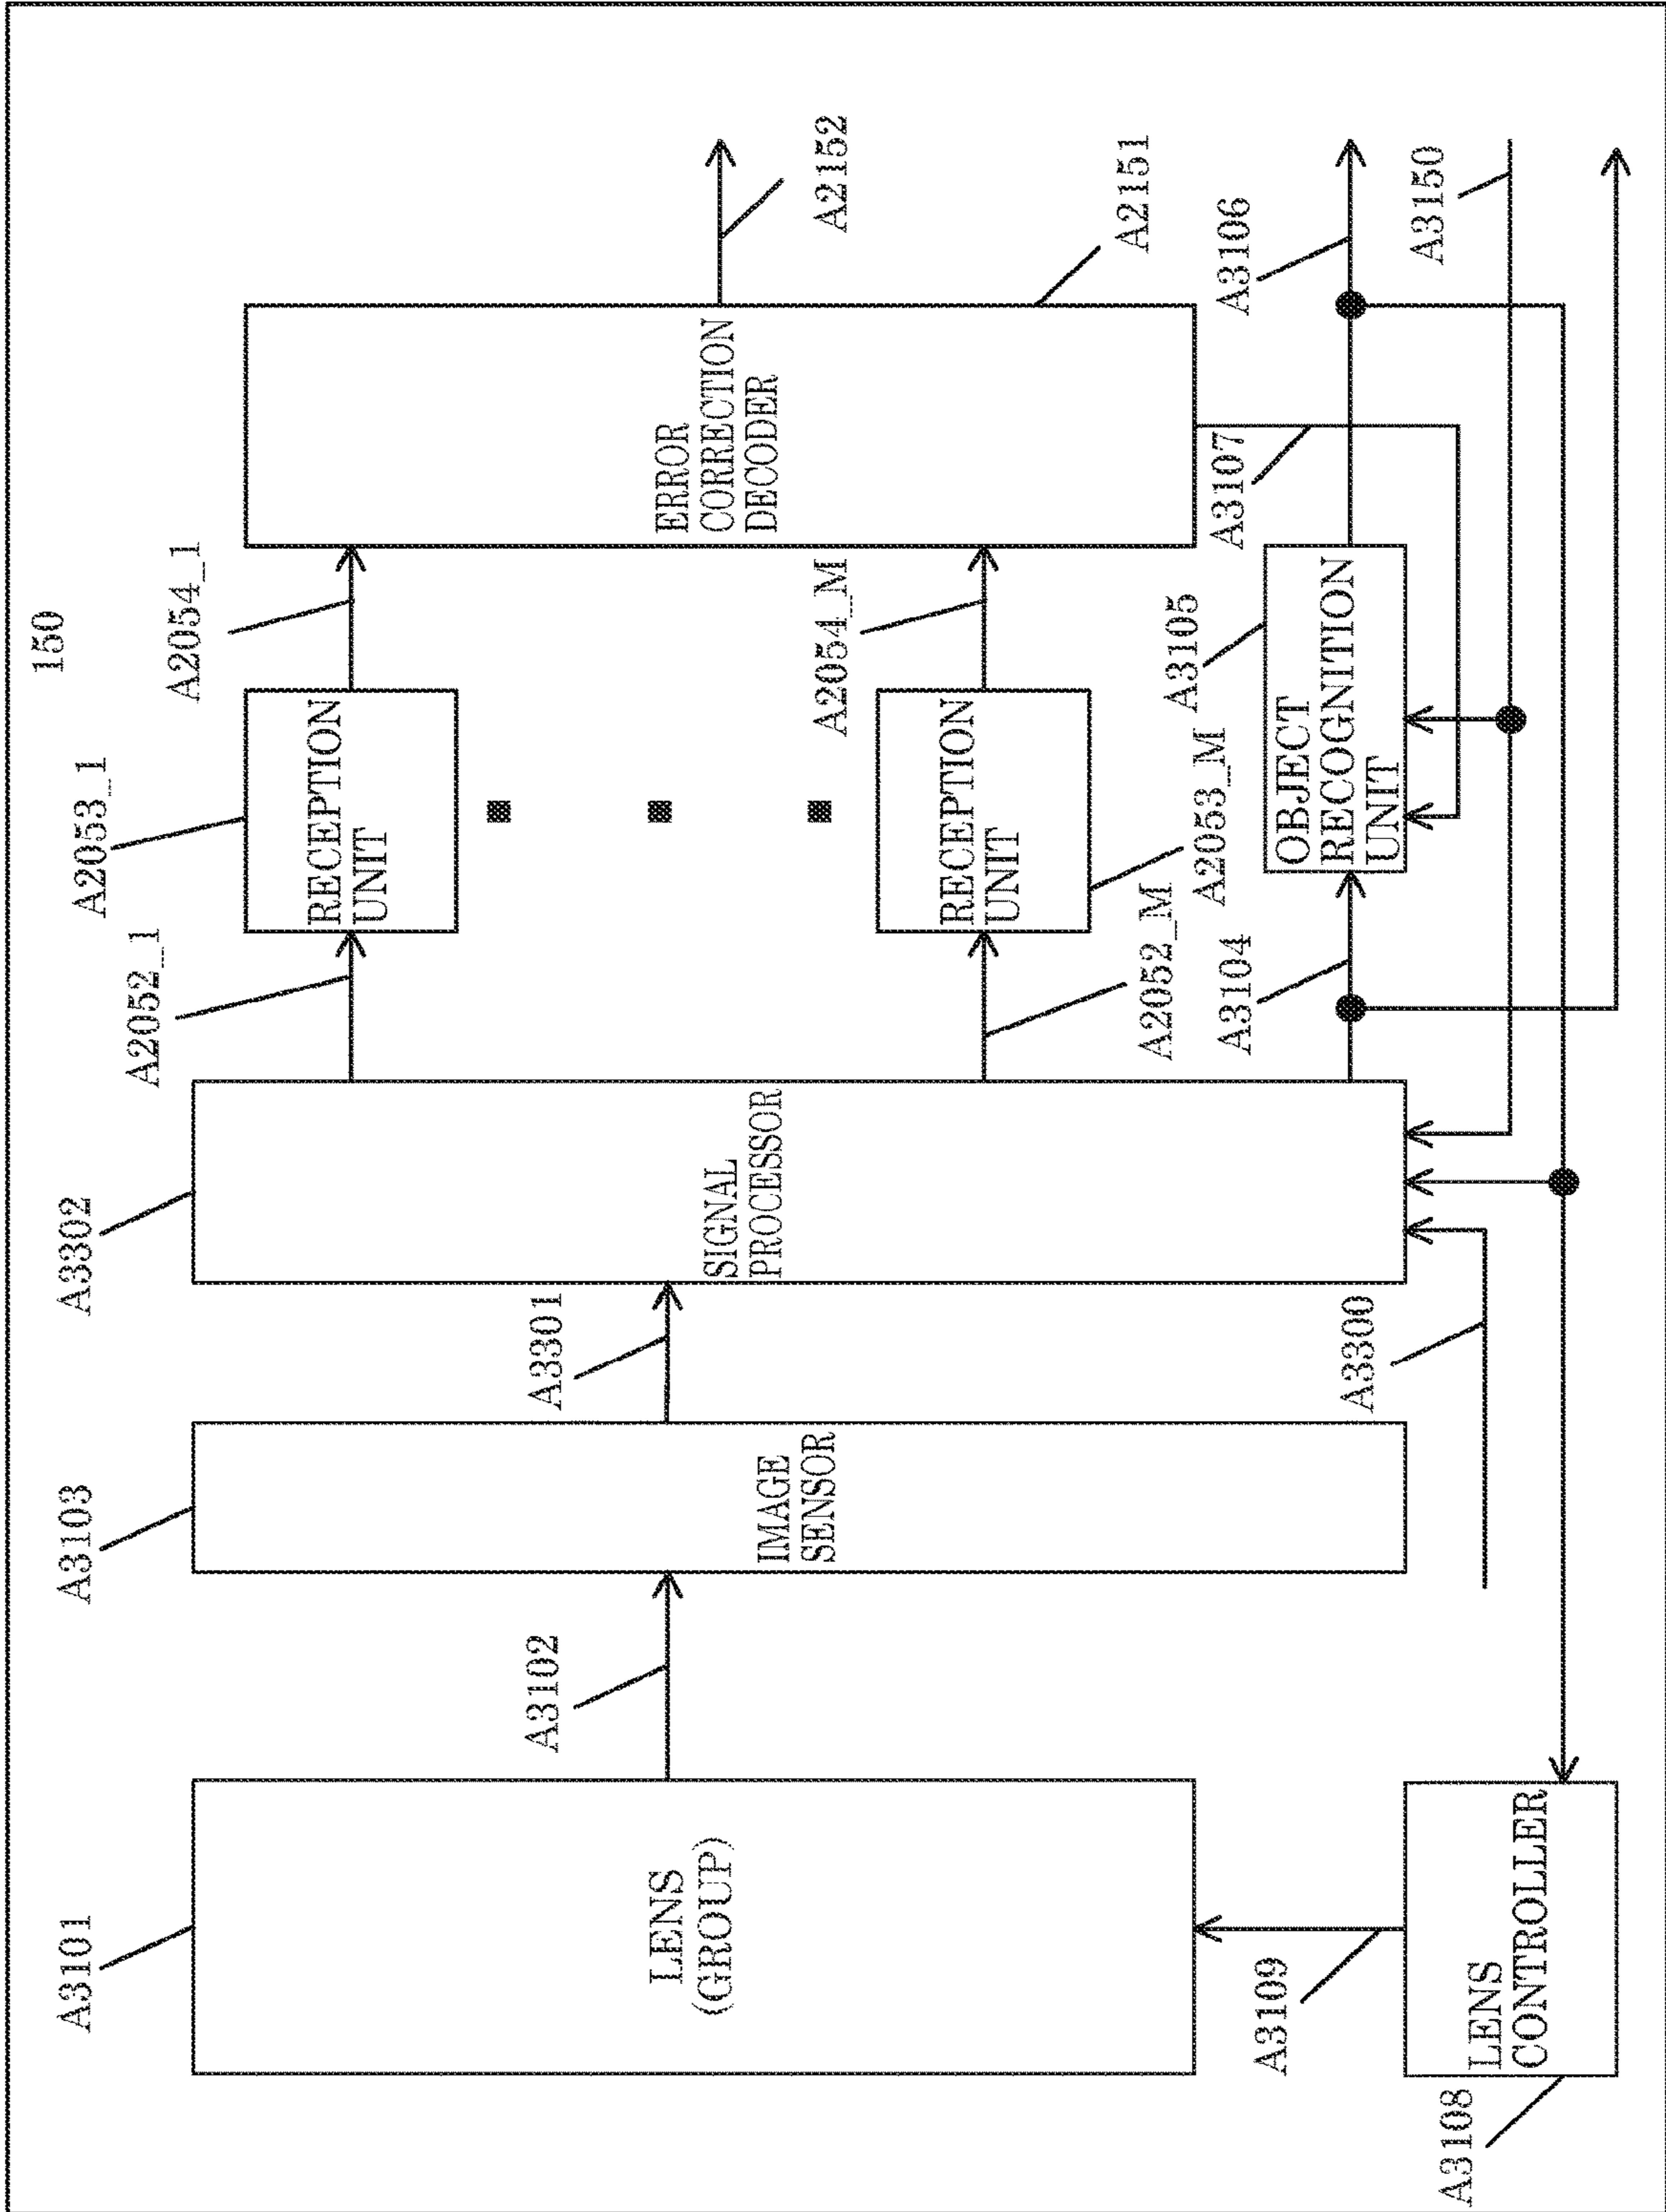 150
A3101
LENS
(GROUP)
A3102
A3103
IMAGE
SENSOR
A3301
A3302
SIGNAL
PROCESSOR
A2052_1
A2053_1
RECEPTION
UNIT
A2054_1
A2052_M
A2053_M
RECEPTION
UNIT
A2054_M
ERROR
CORRECTION
DECODER
A2152
A2151
A3104
A3105
OBJECT
RECOGNITION
UNIT
A3107
A3106
A3150
A3300
A3109
A3108
LENS
CONTROLLER